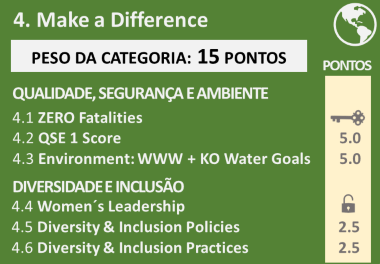 4. Make a Difference
PESO DA CATEGORIA: 15 PONTOS
PONTOS
QUALIDADE, SEGURANÇA E AMBIENTE
4.1 ZERO Fatalities
4.2 QSE 1 Score 5.0
4.3 Environment: WWW + KO Water Goals 5.0
DIVERSIDADE E INCLUSÃO
4.4 Women´s Leadership
4.5 Diversity & Inclusion Policies 2.5
4.6 Diversity & Inclusion Practices 2.5